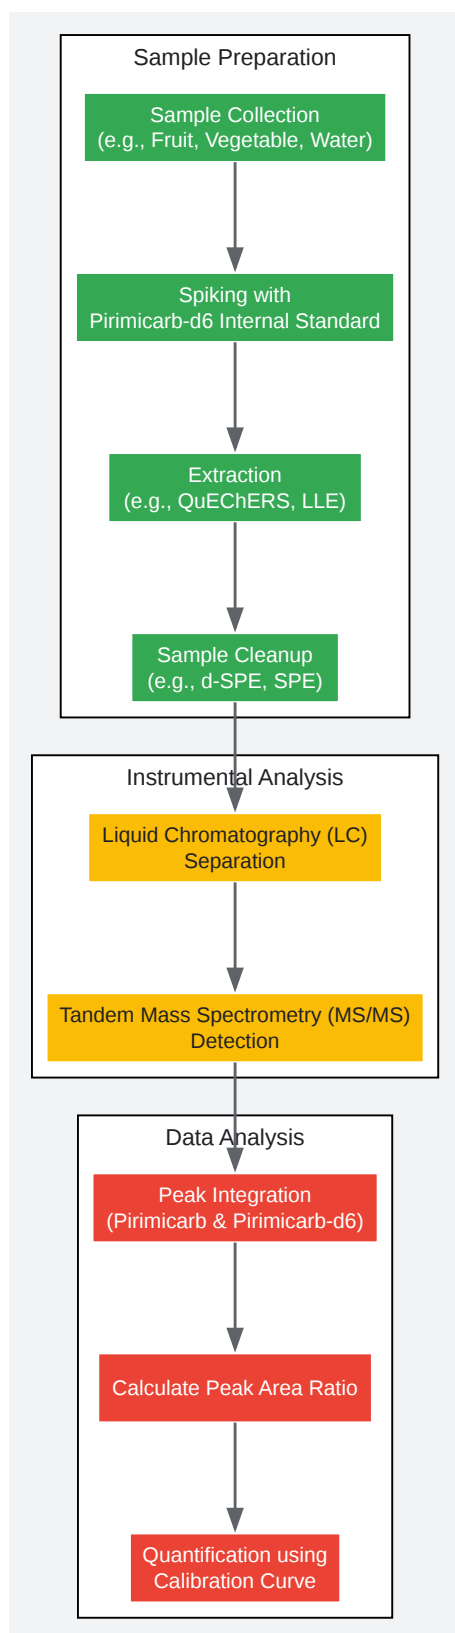 Sample Preparation
Sample Collection
(e.g., Fruit, Vegetable, Water)
Spiking with
Pirimicarb-d6 Internal Standard
Extraction
(e.g., QuEChERS, LLE)
Sample Cleanup
(e.g., d-SPE, SPE)
Instrumental Analysis
Liquid Chromatography (LC)
Separation
Tandem Mass Spectrometry (MS/MS)
Detection
Data Analysis
Peak Integration
(Pirimicarb & Pirimicarb-d6)
Calculate Peak Area Ratio
Quantification using
Calibration Curve